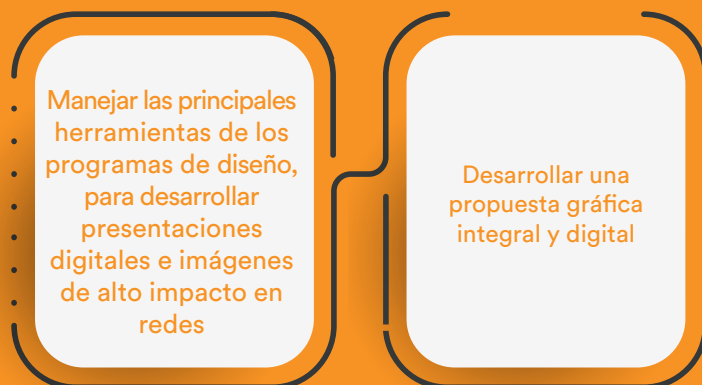 Manejar las principales
herramientas de los
programas de diseño,
para desarrollar
presentaciones
digitales e imágenes
de alto impacto en
redes
Desarrollar una
propuesta gráfica
integral y digital